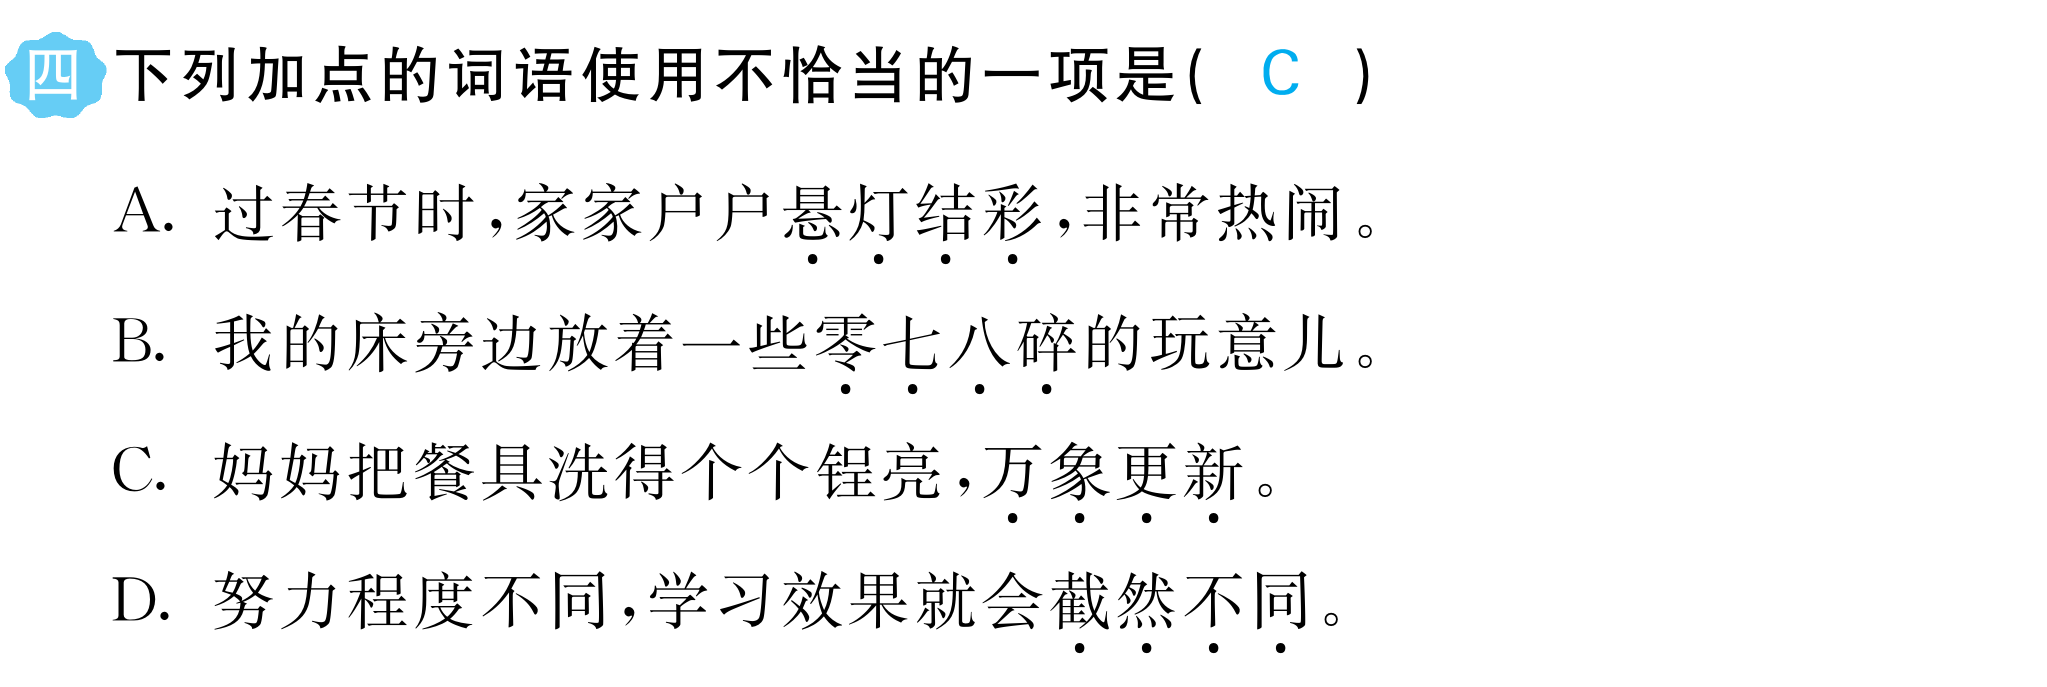 四 下列加点的词语使用不恰当的一项是( C )
A. 过春节时,家家户户悬灯结彩,非常热闹。
B. 我的床旁边放着一些零七八碎的玩意儿。
C. 妈妈把餐具洗得个个锃亮,万象更新。
D. 努力程度不同,学习效果就会截然不同。